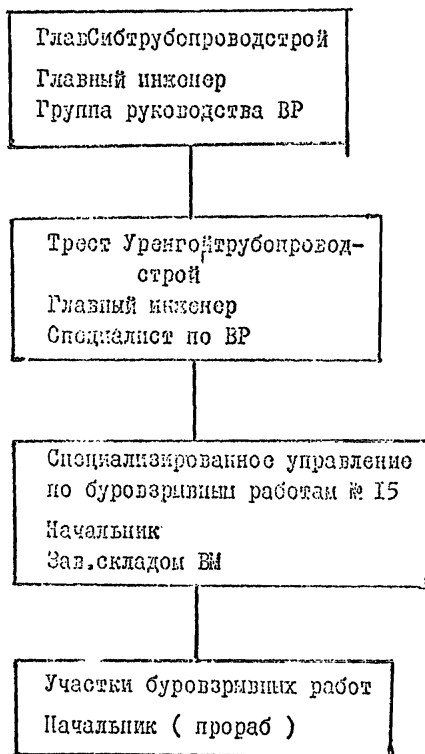 ГлавСибтрубопроводстрой
Главный инженер
Группа руководства ВР
Трест Уренгойтрубопровод-
строй
Главный инженер
Специалист по ВР
Специализированное управление
по буровзрывным работам № 15
Начальник
Зав.складом ВМ
Участки буровзрывных работ
Начальник ( прораб )